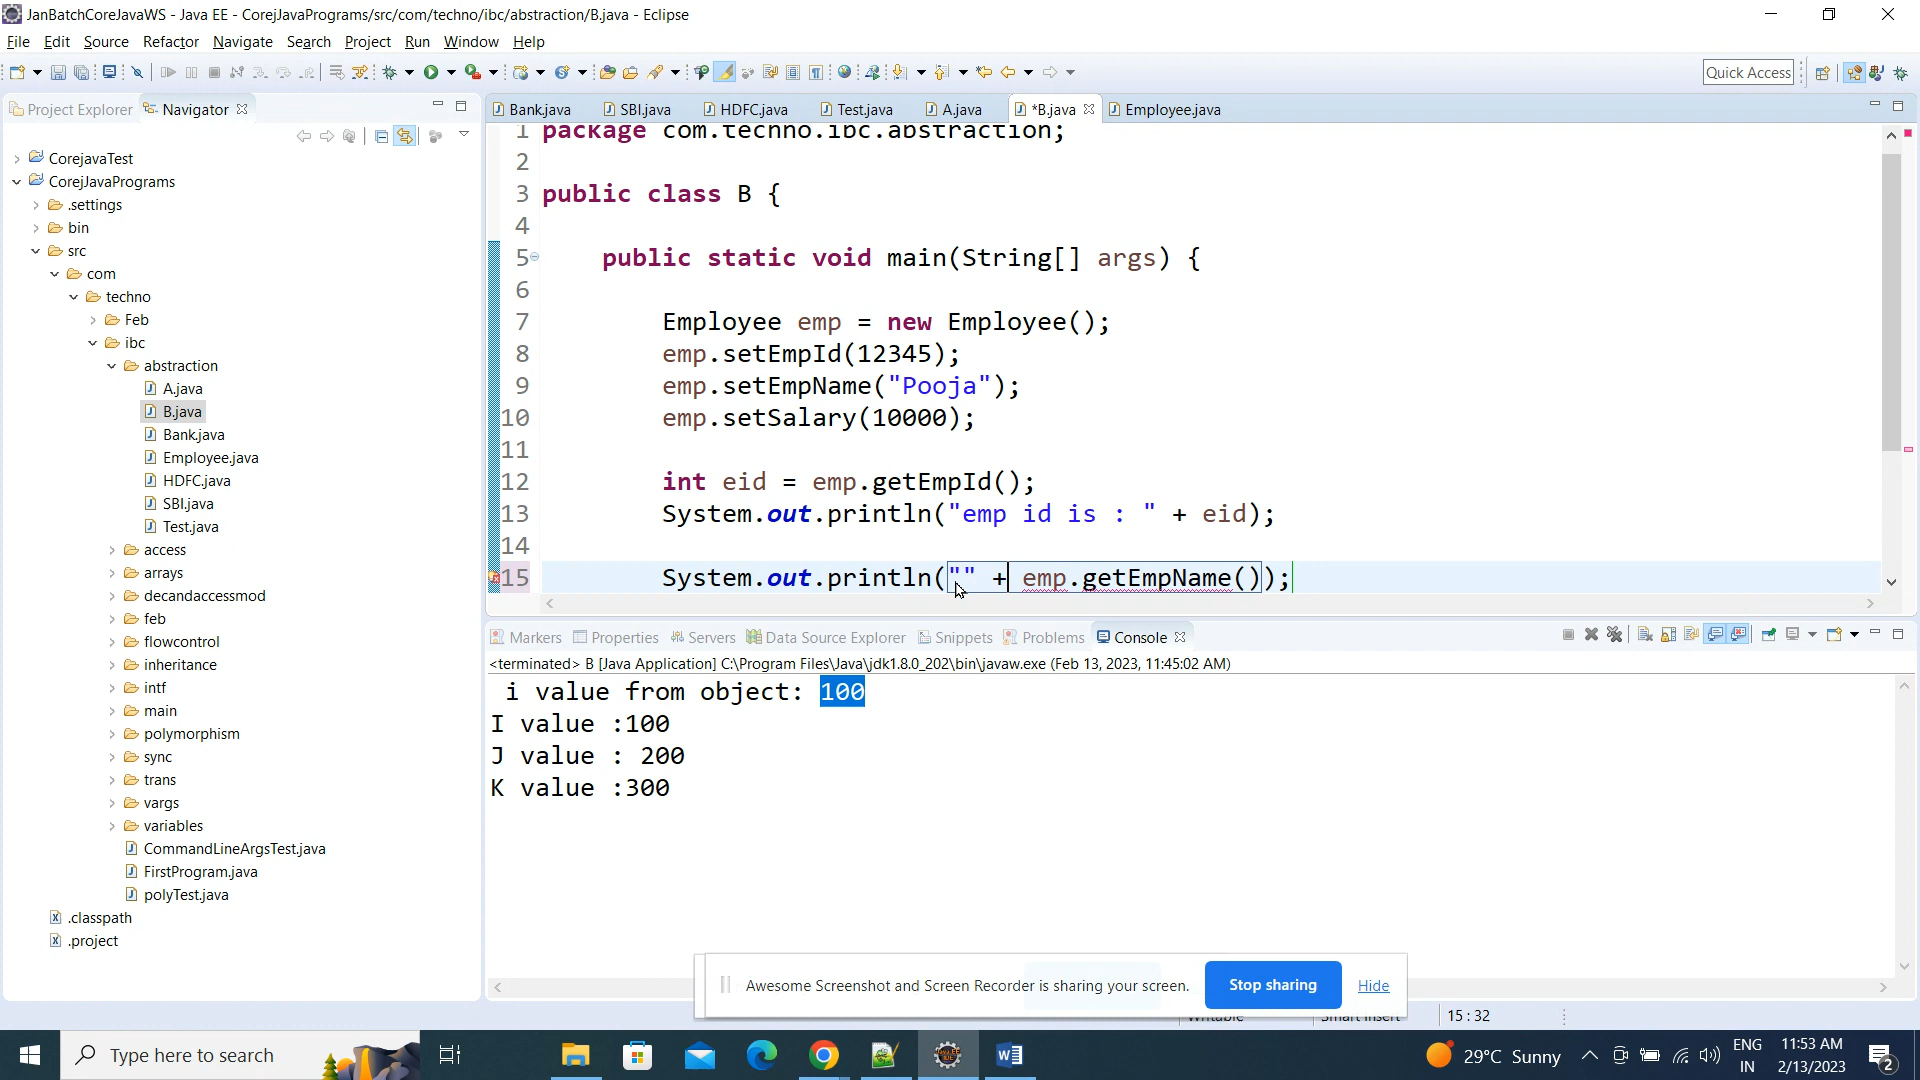 JanBatchCoreJavaWS - Java EE - CorejJavaPrograms/src/com/techno/ibc/abstraction/B.java - Eclipse
File Edit Source Refactor Navigate Search Project Run Window Help
Quick Access
Project Explorer Navigator
Bank.java SBI.java HDFC.java Test.java A.java *B.java Employee.java
CorejavaTest
CorejJavaPrograms
.settings
bin
src
com
techno
Feb
ibc
abstraction
A.java
B.java
Bank.java
Employee.java
HDFC.java
SBI.java
Test.java
access
arrays
decandaccessmod
feb
flowcontrol
inheritance
intf
main
polymorphism
sync
trans
vargs
variables
CommandLineArgsTest.java
FirstProgram.java
polyTest.java
.classpath
.project
1 package com.techno.ibc.abstraction;
2
3 public class B {
4
5 public static void main(String[] args) {
6
7 Employee emp = new Employee();
8 emp.setEmpId(12345);
9 emp.setEmpName("Pooja");
10 emp.setSalary(10000);
11
12 int eid = emp.getEmpId();
13 System.out.println("emp id is : " + eid);
14
15 System.out.println("" + emp.getEmpName());
Markers Properties Servers Data Source Explorer Snippets Problems Console
<terminated> B [Java Application] C:\Program Files\Java\jdk1.8.0_202\bin\javaw.exe (Feb 13, 2023, 11:45:02 AM)
i value from object: 100
I value :100
J value : 200
K value :300
Awesome Screenshot and Screen Recorder is sharing your screen. Stop sharing Hide
Writable Smart Insert 15 : 32
Type here to search
29°C Sunny
ENG
IN
11:53 AM
2/13/2023
2